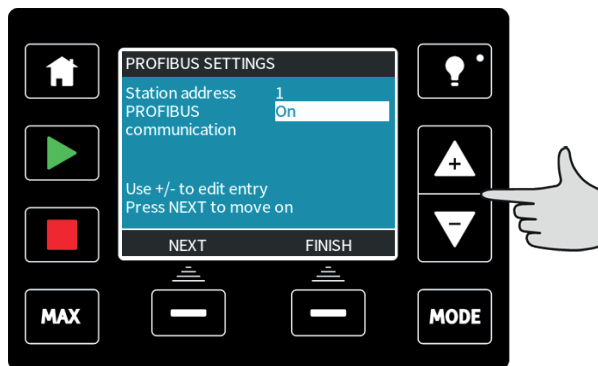 PROFIBUS SETTINGS
Station address 1
PROFIBUS On
communication
+
Use +/- to edit entry
Press NEXT to move on
-
NEXT FINISH
MAX MODE